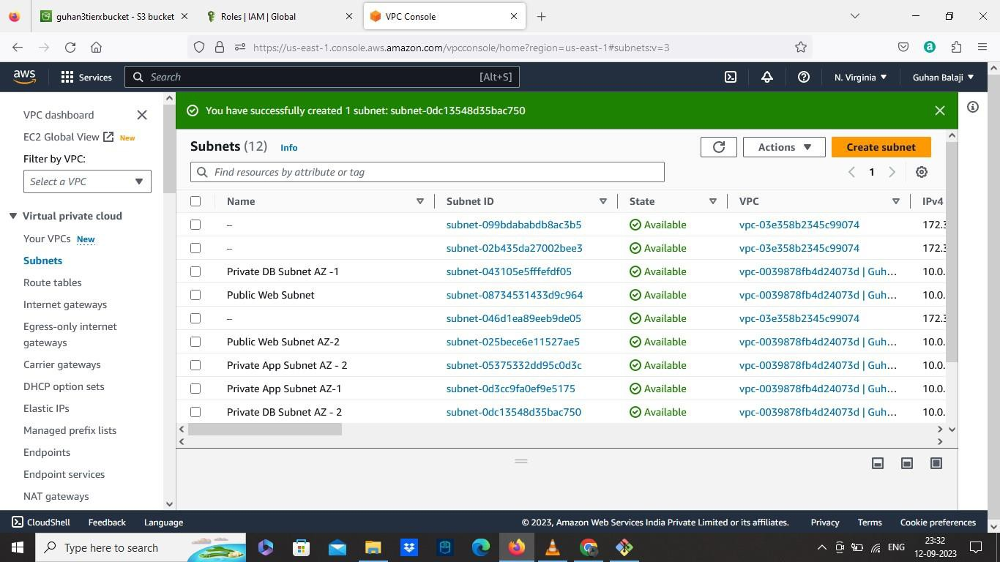 guhan3tierxbucket - S3 bucket
Roles | IAM | Global
VPC Console
https://us-east-1.console.aws.amazon.com/vpcconsole/home?region=us-east-1#subnets:v=3
aws
Services
Search
[Alt+S]
N. Virginia
Guhan Balaji
VPC dashboard
EC2 Global View New
Filter by VPC:
Select a VPC
Virtual private cloud
Your VPCs New
Subnets
Route tables
Internet gateways
Egress-only internet
gateways
Carrier gateways
DHCP option sets
Elastic IPs
Managed prefix lists
Endpoints
Endpoint services
NAT gateways
You have successfully created 1 subnet: subnet-0dc13548d35bac750
Subnets (12) Info
Actions
Create subnet
Find resources by attribute or tag
1
Name Subnet ID State VPC IPv4
– subnet-099bdababdb8ac3b5 Available vpc-03e358b2345c99074 172.3
– subnet-02b435da27002bee3 Available vpc-03e358b2345c99074 172.3
Private DB Subnet AZ -1 subnet-043105e5fffefdf05 Available vpc-0039878fb4d24073d | Guh... 10.0.
Public Web Subnet subnet-08734531433d9c964 Available vpc-0039878fb4d24073d | Guh... 10.0.
– subnet-046d1ea89eeb9de05 Available vpc-03e358b2345c99074 172.3
Public Web Subnet AZ-2 subnet-025bece6e11527ae5 Available vpc-0039878fb4d24073d | Guh... 10.0.
Private App Subnet AZ - 2 subnet-05375332dd95c0d3c Available vpc-0039878fb4d24073d | Guh... 10.0.
Private App Subnet AZ-1 subnet-0d3cc9fa0ef9e5175 Available vpc-0039878fb4d24073d | Guh... 10.0.
Private DB Subnet AZ - 2 subnet-0dc13548d35bac750 Available vpc-0039878fb4d24073d | Guh... 10.0.
CloudShell Feedback Language © 2023, Amazon Web Services India Private Limited or its affiliates. Privacy Terms Cookie preferences
Type here to search
ENG
23:32
12-09-2023